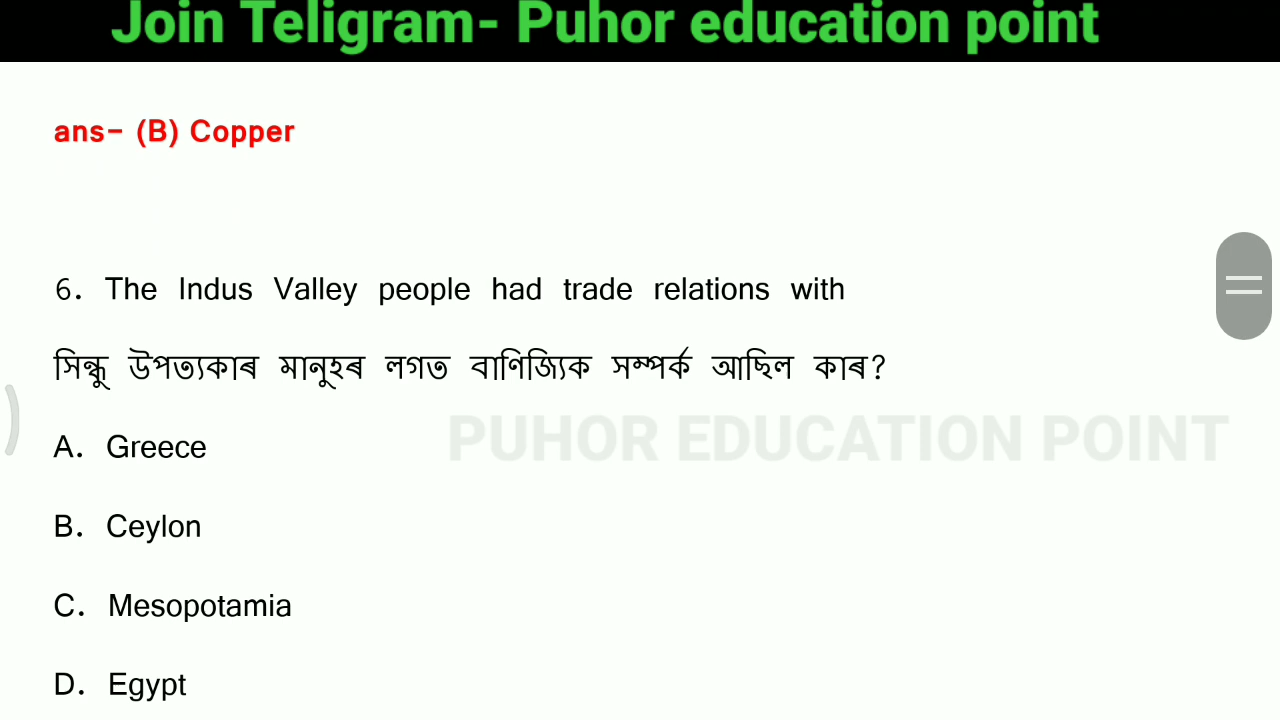 Join Teligram- Puhor education point
ans- (B) Copper
6. The Indus Valley people had trade relations with
সিন্ধু উপত্যকাৰ মানুহৰ লগত বাণিজ্যিক সম্পৰ্ক আছিল কাৰ?
PUHOR EDUCATION POINT
A. Greece
B. Ceylon
C. Mesopotamia
D. Egypt